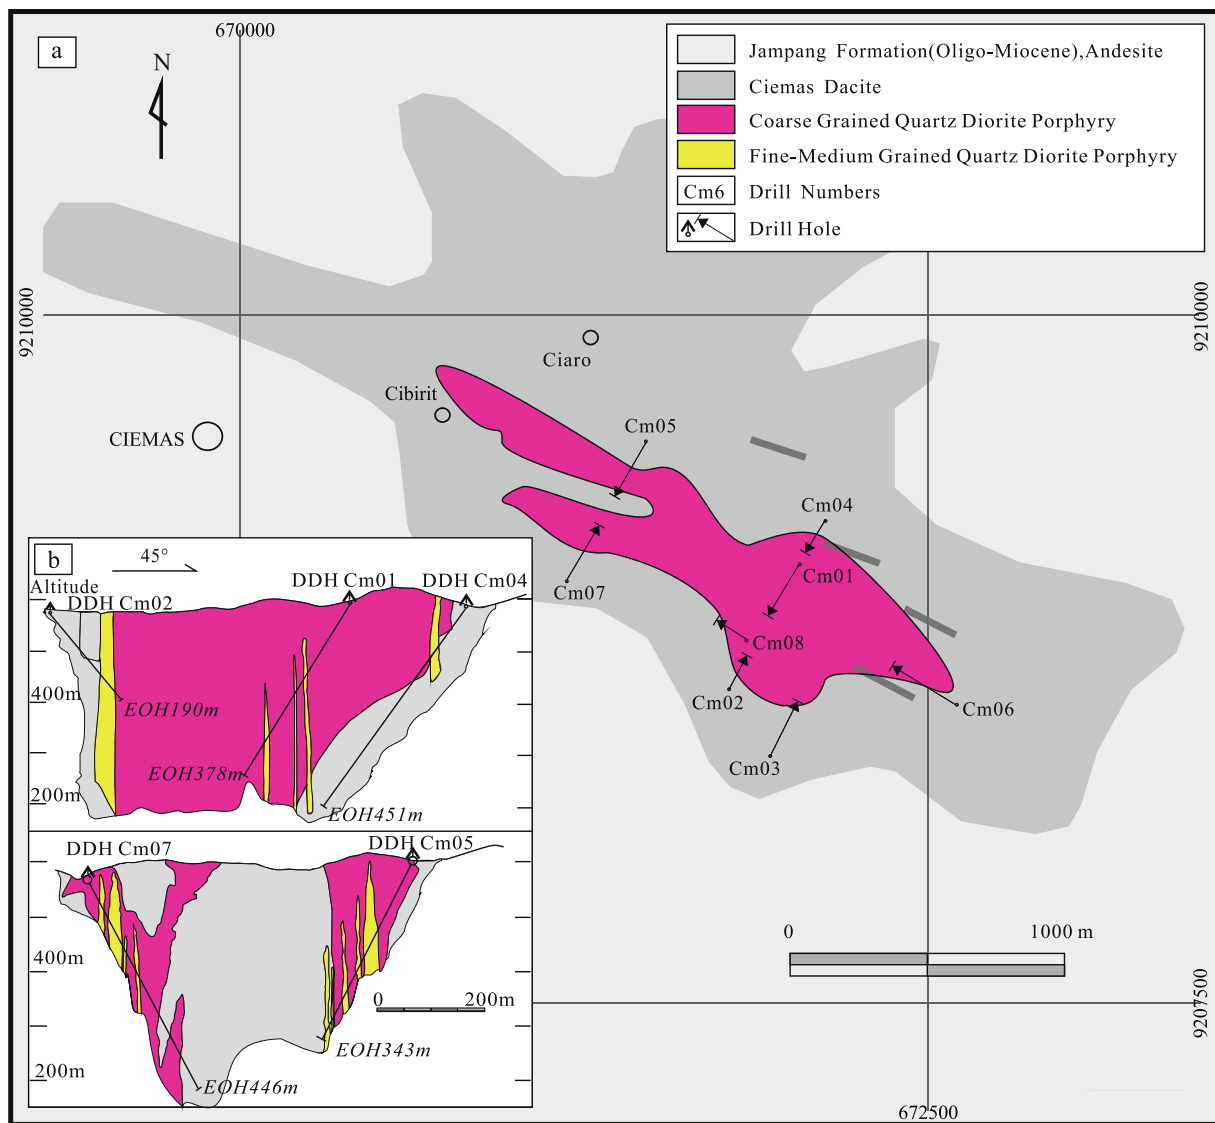 a
670000
N
Jampang Formation(Oligo-Miocene),Andesite
Ciemas Dacite
Coarse Grained Quartz Diorite Porphyry
Fine-Medium Grained Quartz Diorite Porphyry
Cm6 Drill Numbers
Drill Hole
9210000
9210000
Ciaro
Cibirit
CIEMAS
Cm05
Cm04
Cm01
Cm07
Cm08
Cm02
Cm06
Cm03
b
45°
Altitude
DDH Cm02
DDH Cm01
DDH Cm04
400m
EOH190m
EOH378m
200m
EOH451m
DDH Cm07
DDH Cm05
400m
0 200m
EOH343m
200m
EOH446m
0 1000 m
9207500
672500